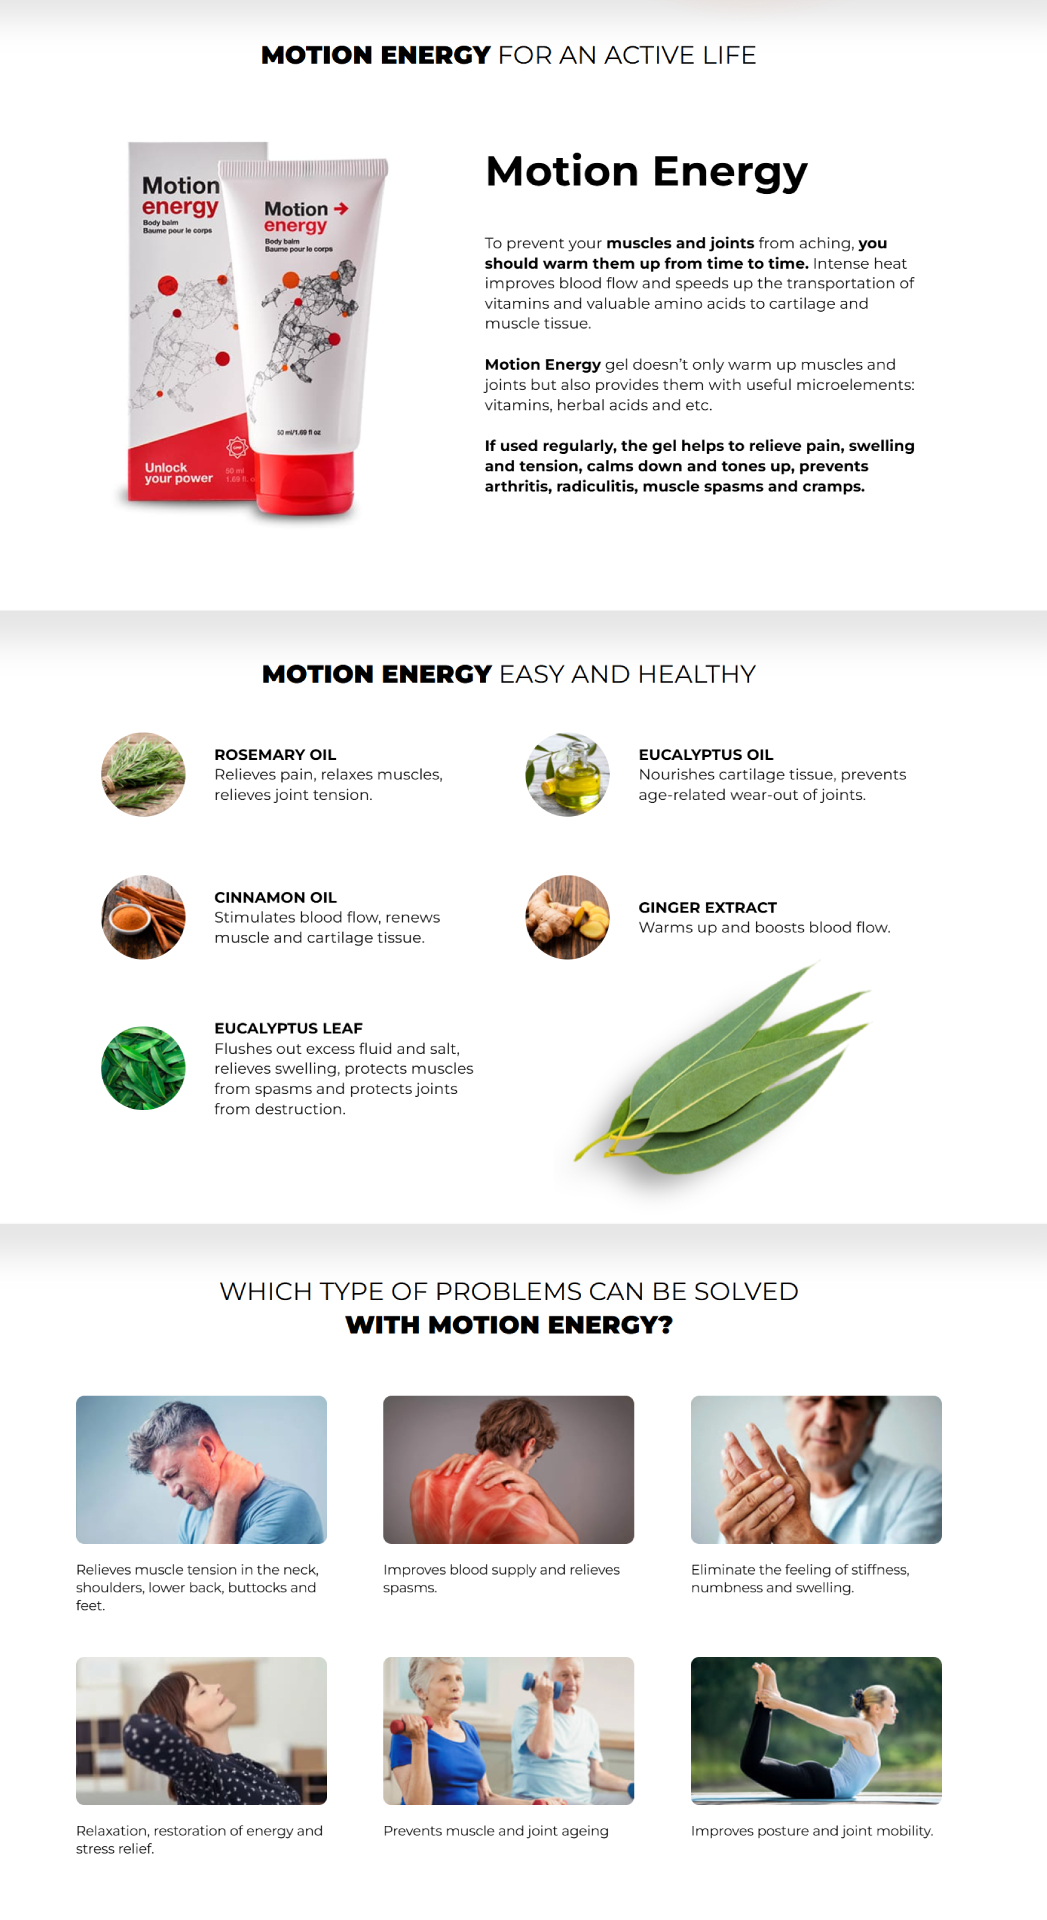 MOTION ENERGY FOR AN ACTIVE LIFE
Motion
energy
Body balm
Baume pour le corps
Unlock
your power
50 ml
Motion
energy
Body balm
Baume pour le corps
50 ml/1.69 fl oz
Motion Energy
To prevent your muscles and joints from aching, you
should warm them up from time to time. Intense heat
improves blood flow and speeds up the transportation of
vitamins and valuable amino acids to cartilage and
muscle tissue.
Motion Energy gel doesn't only warm up muscles and
joints but also provides them with useful microelements:
vitamins, herbal acids and etc.
If used regularly, the gel helps to relieve pain, swelling
and tension, calms down and tones up, prevents
arthritis, radiculitis, muscle spasms and cramps.
MOTION ENERGY EASY AND HEALTHY
ROSEMARY OIL
Relieves pain, relaxes muscles,
relieves joint tension.
EUCALYPTUS OIL
Nourishes cartilage tissue, prevents
age-related wear-out of joints.
CINNAMON OIL
Stimulates blood flow, renews
muscle and cartilage tissue.
GINGER EXTRACT
Warms up and boosts blood flow.
EUCALYPTUS LEAF
Flushes out excess fluid and salt,
relieves swelling, protects muscles
from spasms and protects joints
from destruction.
WHICH TYPE OF PROBLEMS CAN BE SOLVED
WITH MOTION ENERGY?
Relieves muscle tension in the neck,
shoulders, lower back, buttocks and
feet.
Improves blood supply and relieves
spasms.
Eliminate the feeling of stiffness,
numbness and swelling.
Relaxation, restoration of energy and
stress relief.
Prevents muscle and joint ageing
Improves posture and joint mobility.